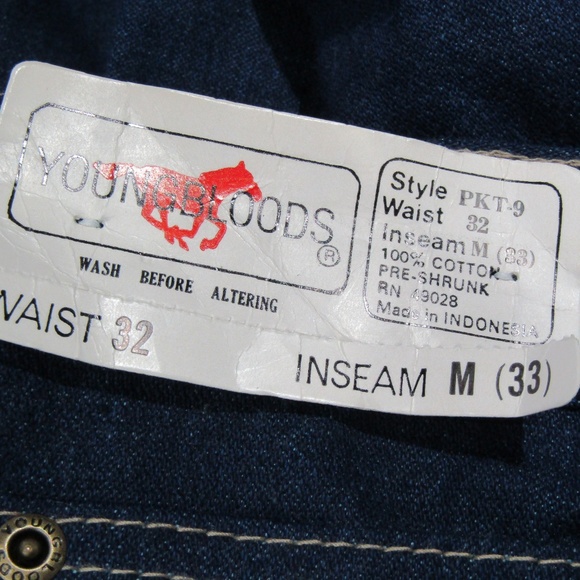 YOUNGBLOODS®
WASH BEFORE ALTERING
Style PKT-9
Waist 32
Inseam M (33)
100% COTTON
PRE-SHRUNK
RN 49028
Made in INDONESIA
WAIST 32
INSEAM M (33)
YOUNGBLOODS